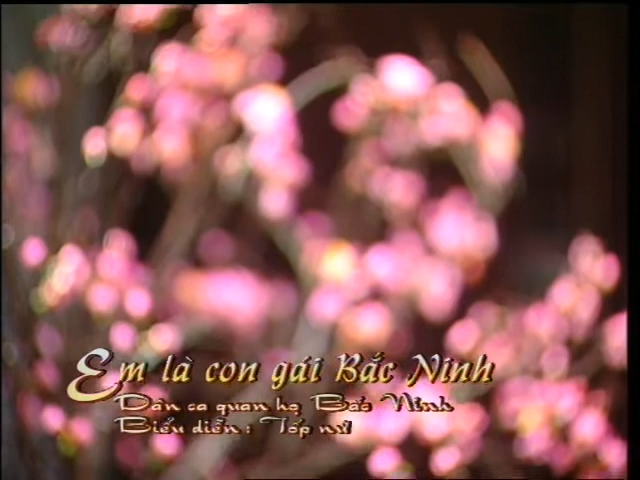 Em là con gái Bắc Ninh
Dân ca quan họ Bắc Ninh
Biểu diễn : Tốp nữ